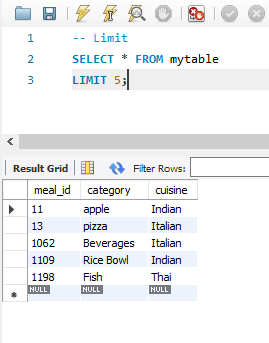 1 -- Limit
2 SELECT * FROM mytable
3 LIMIT 5;
Result Grid Filter Rows:
meal_id category cuisine
11 apple Indian
13 pizza Italian
1062 Beverages Italian
1109 Rice Bowl Indian
1198 Fish Thai
NULL NULL NULL